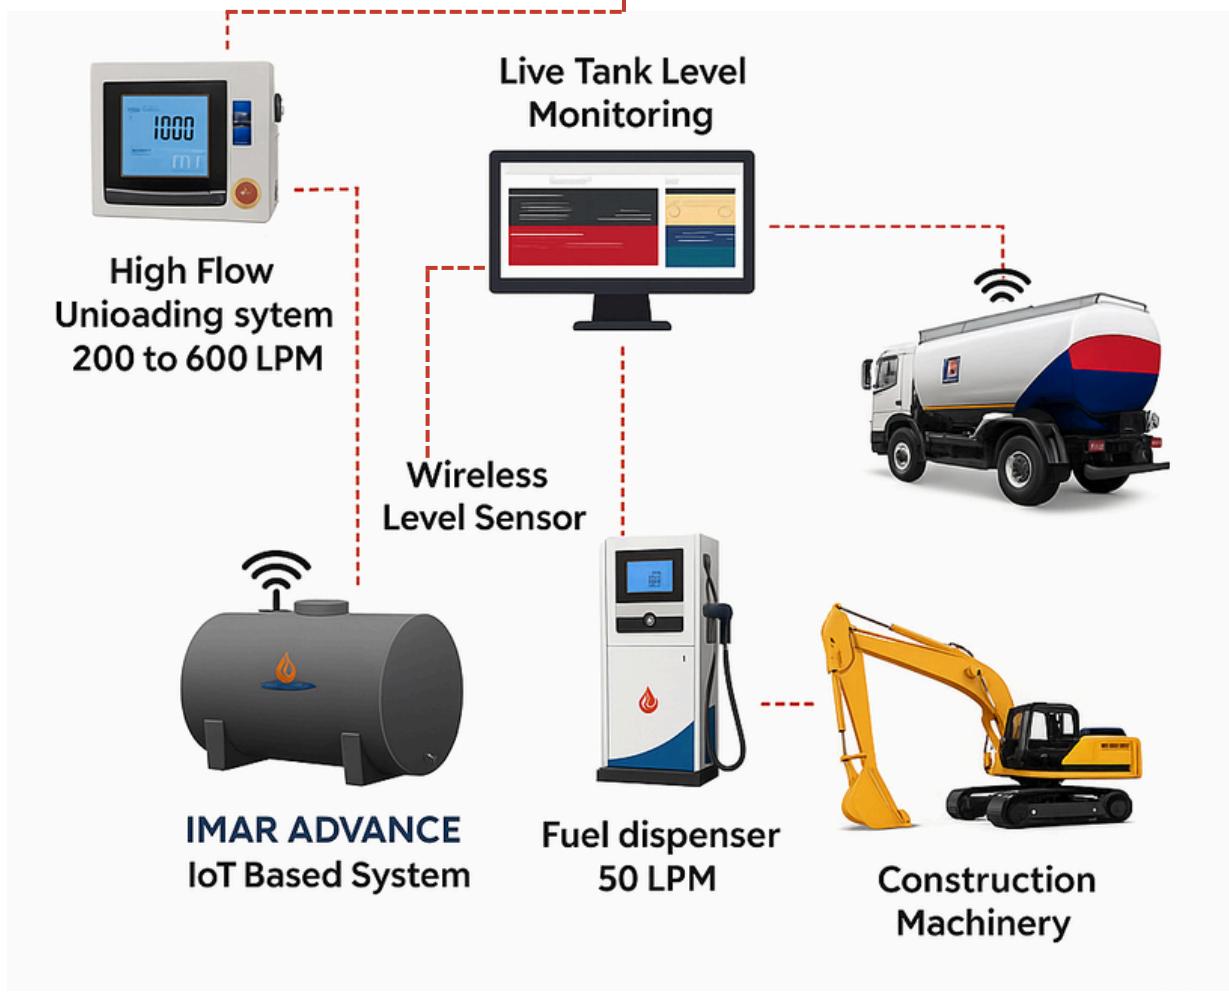 1000
Live Tank Level
Monitoring
High Flow
Unioading sytem
200 to 600 LPM
Wireless
Level Sensor
IMAR ADVANCE
IoT Based System
Fuel dispenser
50 LPM
Construction
Machinery